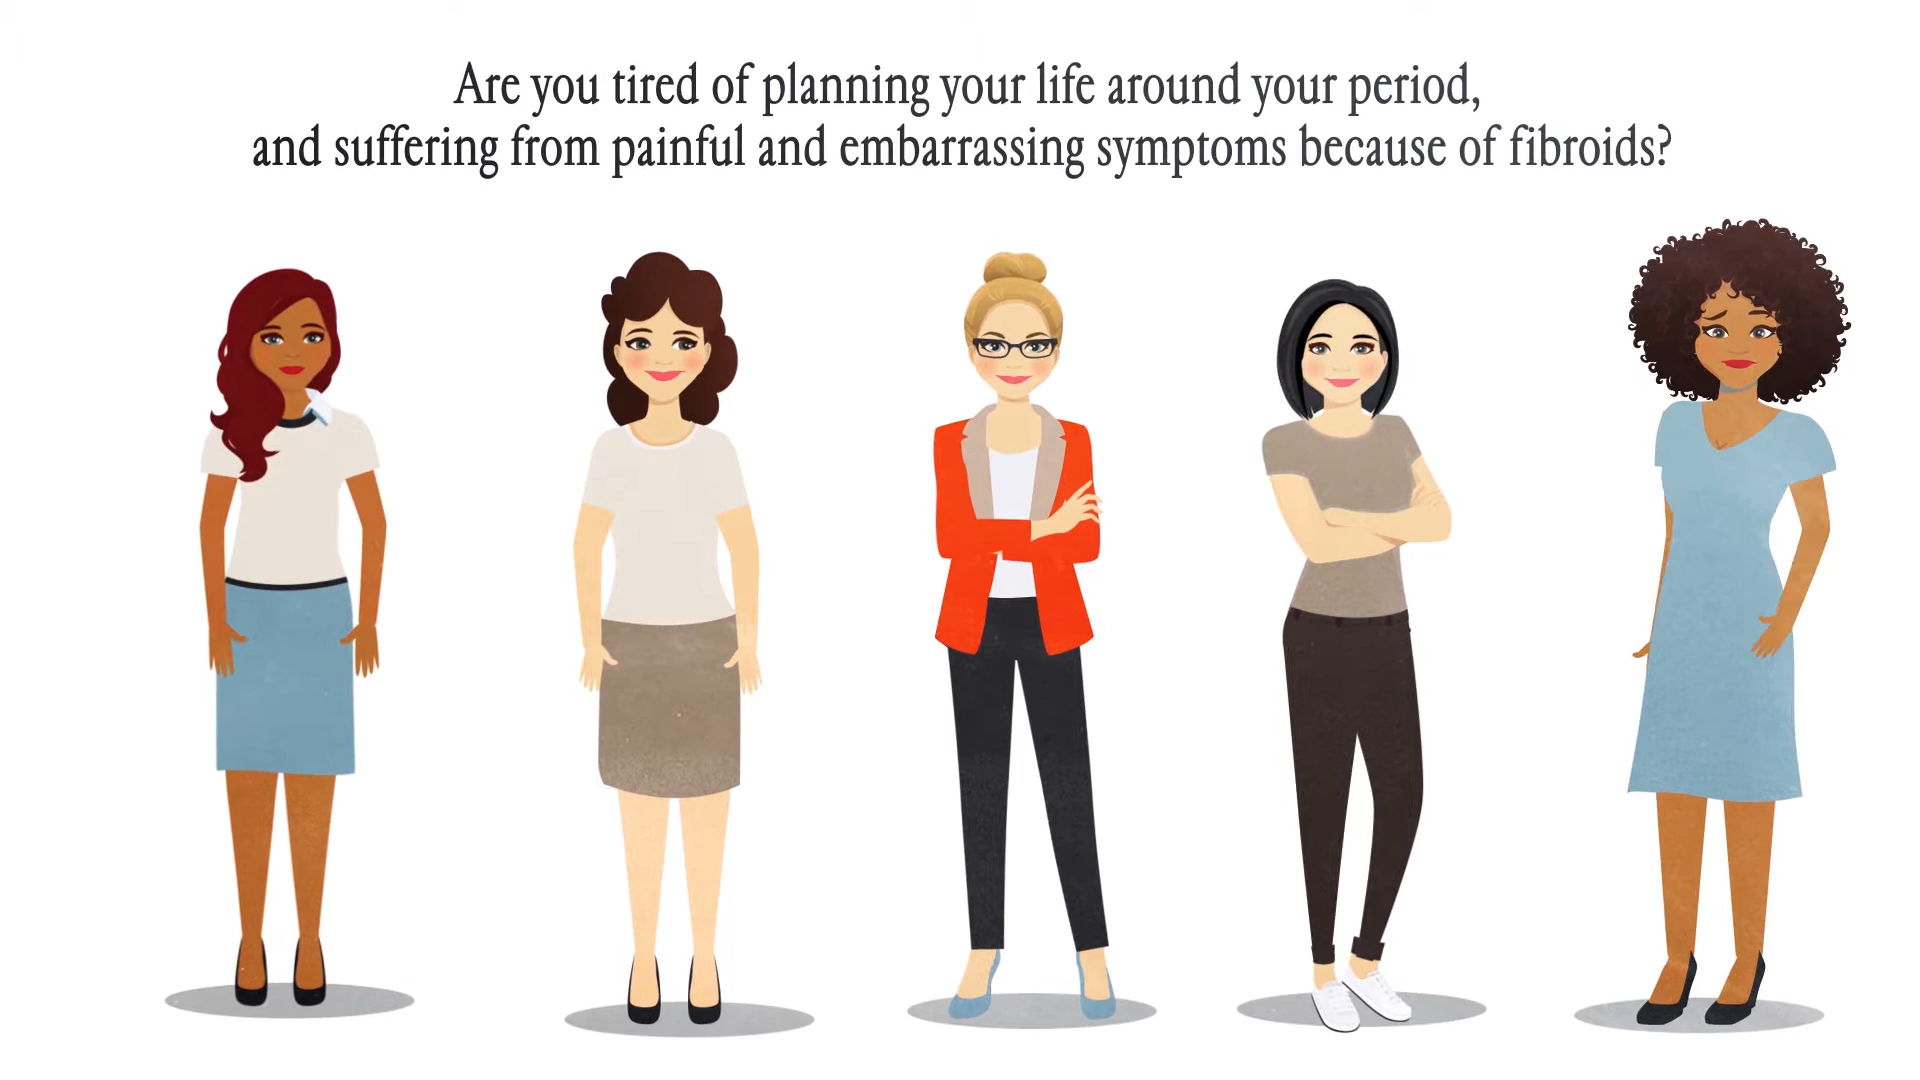 Are you tired of planning your life around your period,
and suffering from painful and embarrassing symptoms because of fibroids?